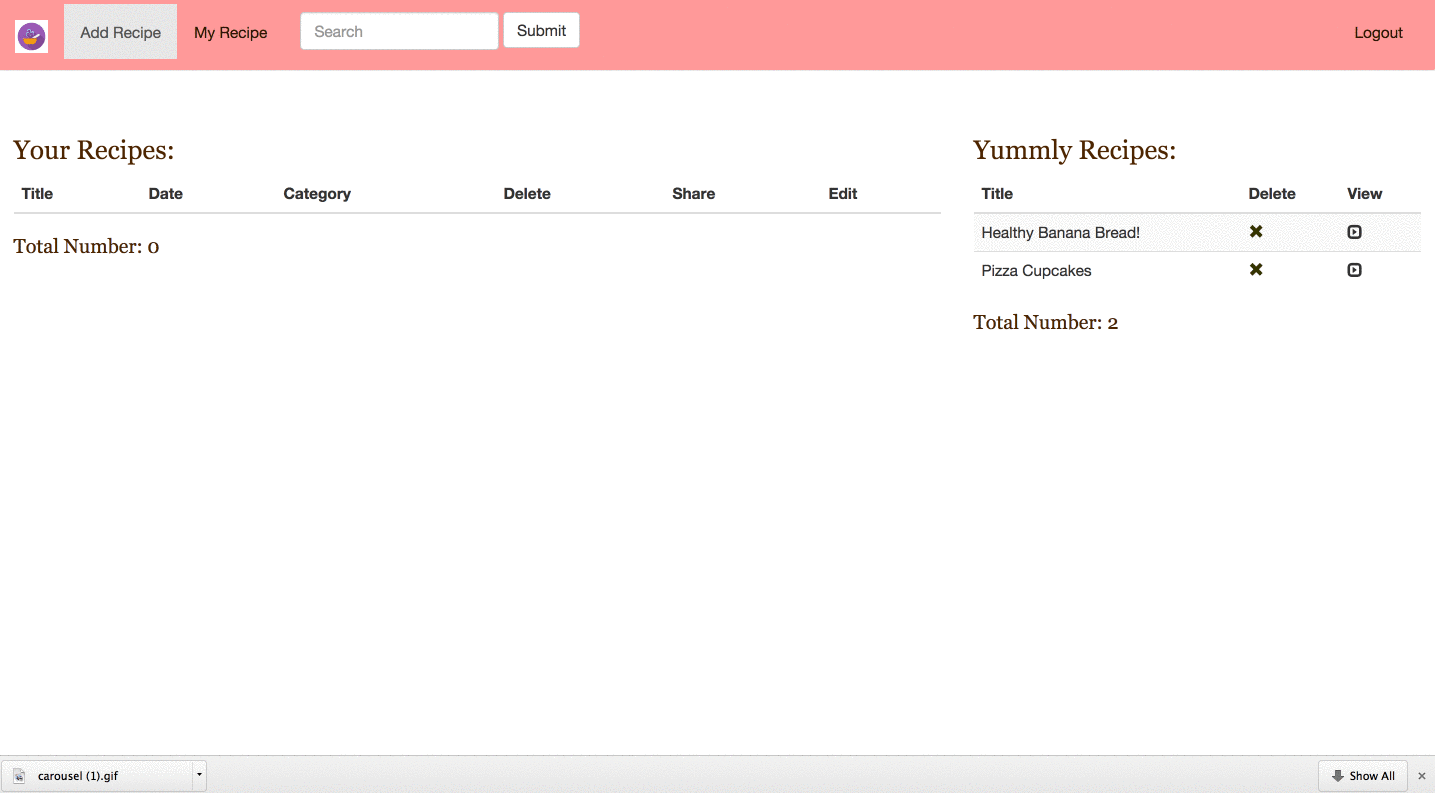 Add Recipe My Recipe Search Submit Logout
Your Recipes:
Title Date Category Delete Share Edit
Total Number: 0
Yummly Recipes:
Title Delete View
Healthy Banana Bread!
Pizza Cupcakes
Total Number: 2
carousel (1).gif Show All